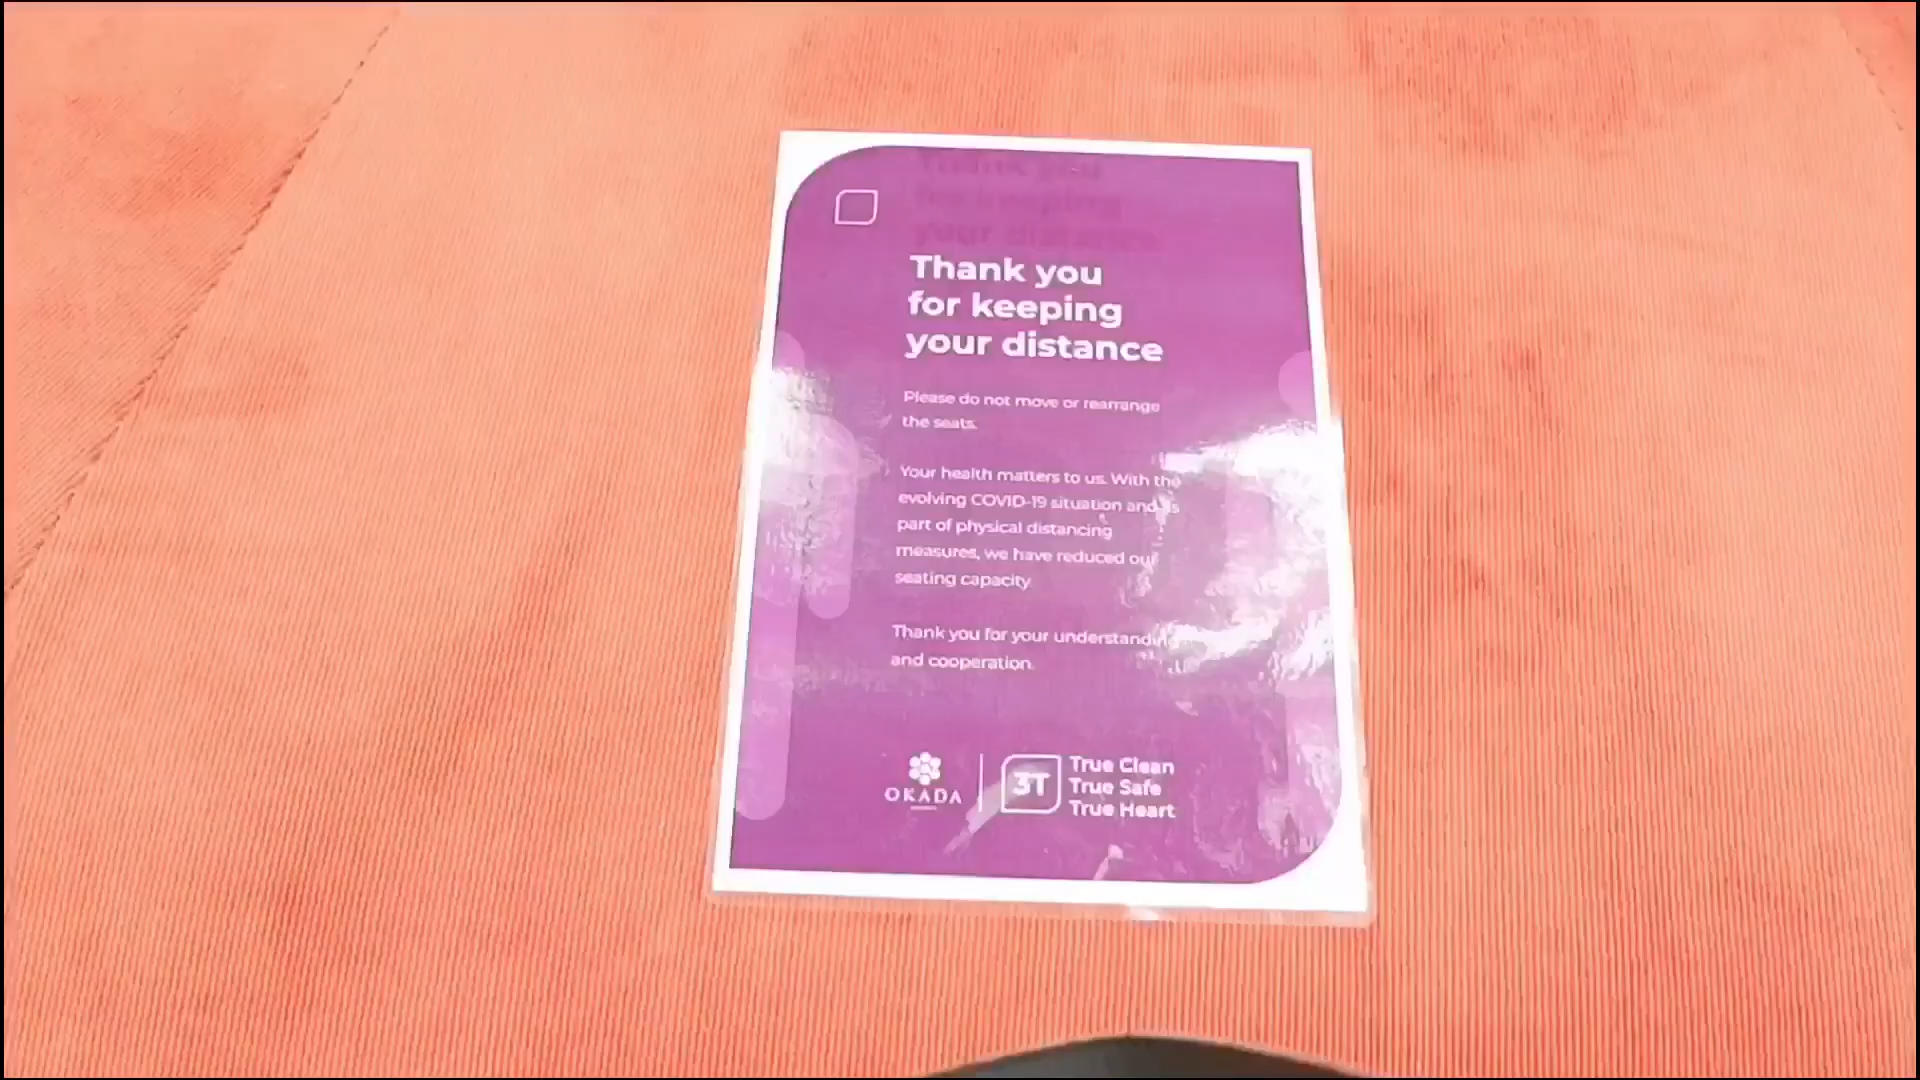 Thank you
for keeping
your distance
Please do not move or rearrange
the seats.
Your health matters to us. With the
evolving COVID-19 situation and as
part of physical distancing
measures, we have reduced our
seating capacity.
Thank you for your understanding
and cooperation.
OKADA
3T
True Clean
True Safe
True Heart